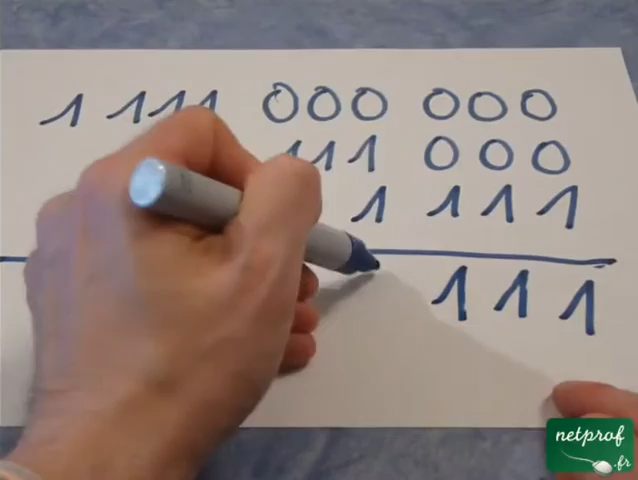 1 111 000 000
111 000
1 111
111
netprof
.fr